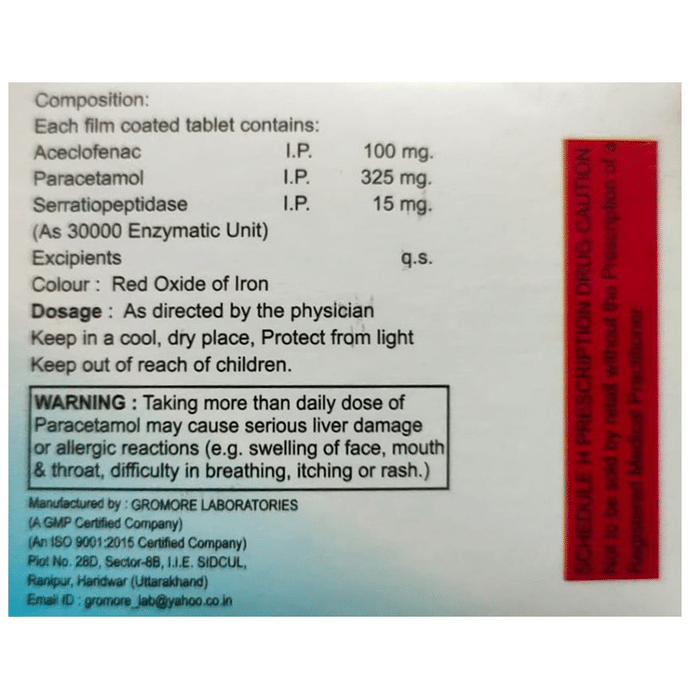 Composition:
Each film coated tablet contains:
Aceclofenac I.P. 100 mg.
Paracetamol I.P. 325 mg.
Serratiopeptidase I.P. 15 mg.
(As 30000 Enzymatic Unit)
Excipients q.s.
Colour : Red Oxide of Iron
Dosage : As directed by the physician
Keep in a cool, dry place, Protect from light
Keep out of reach of children.
WARNING : Taking more than daily dose of
Paracetamol may cause serious liver damage
or allergic reactions (e.g. swelling of face, mouth
& throat, difficulty in breathing, itching or rash.)
Manufactured by : GROMORE LABORATORIES
(A GMP Certified Company)
(An ISO 9001:2015 Certified Company)
Plot No. 28D, Sector-8B, I.I.E. SIDCUL,
Ranipur, Haridwar (Uttarakhand)
Email ID : gromore_lab@yahoo.co.in
SCHEDULE H PRESCRIPTION DRUG CAUTION
Not to be sold by retail without the Prescription of a
Registered Medical Practitioner